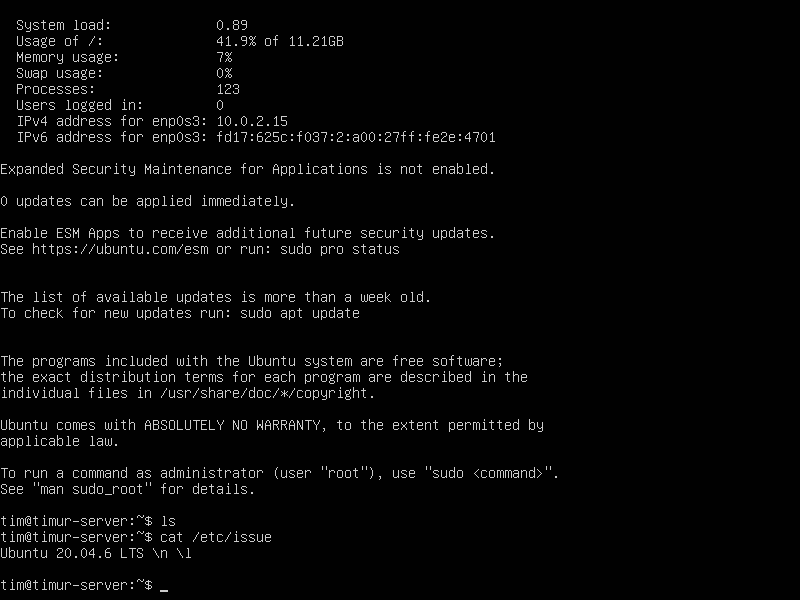 System load:             0.89
Usage of /:              41.9% of 11.21GB
Memory usage:            7%
Swap usage:              0%
Processes:               123
Users logged in:         0
IPv4 address for enp0s3: 10.0.2.15
IPv6 address for enp0s3: fd17:625c:f037:2:a00:27ff:fe2e:4701
Expanded Security Maintenance for Applications is not enabled.
0 updates can be applied immediately.
Enable ESM Apps to receive additional future security updates.
See https://ubuntu.com/esm or run: sudo pro status
The list of available updates is more than a week old.
To check for new updates run: sudo apt update
The programs included with the Ubuntu system are free software;
the exact distribution terms for each program are described in the
individual files in /usr/share/doc/*/copyright.
Ubuntu comes with ABSOLUTELY NO WARRANTY, to the extent permitted by
applicable law.
To run a command as administrator (user "root"), use "sudo <command>".
See "man sudo_root" for details.
tim@timur-server:~$ ls
tim@timur-server:~$ cat /etc/issue
Ubuntu 20.04.6 LTS \n \l
tim@timur-server:~$ _